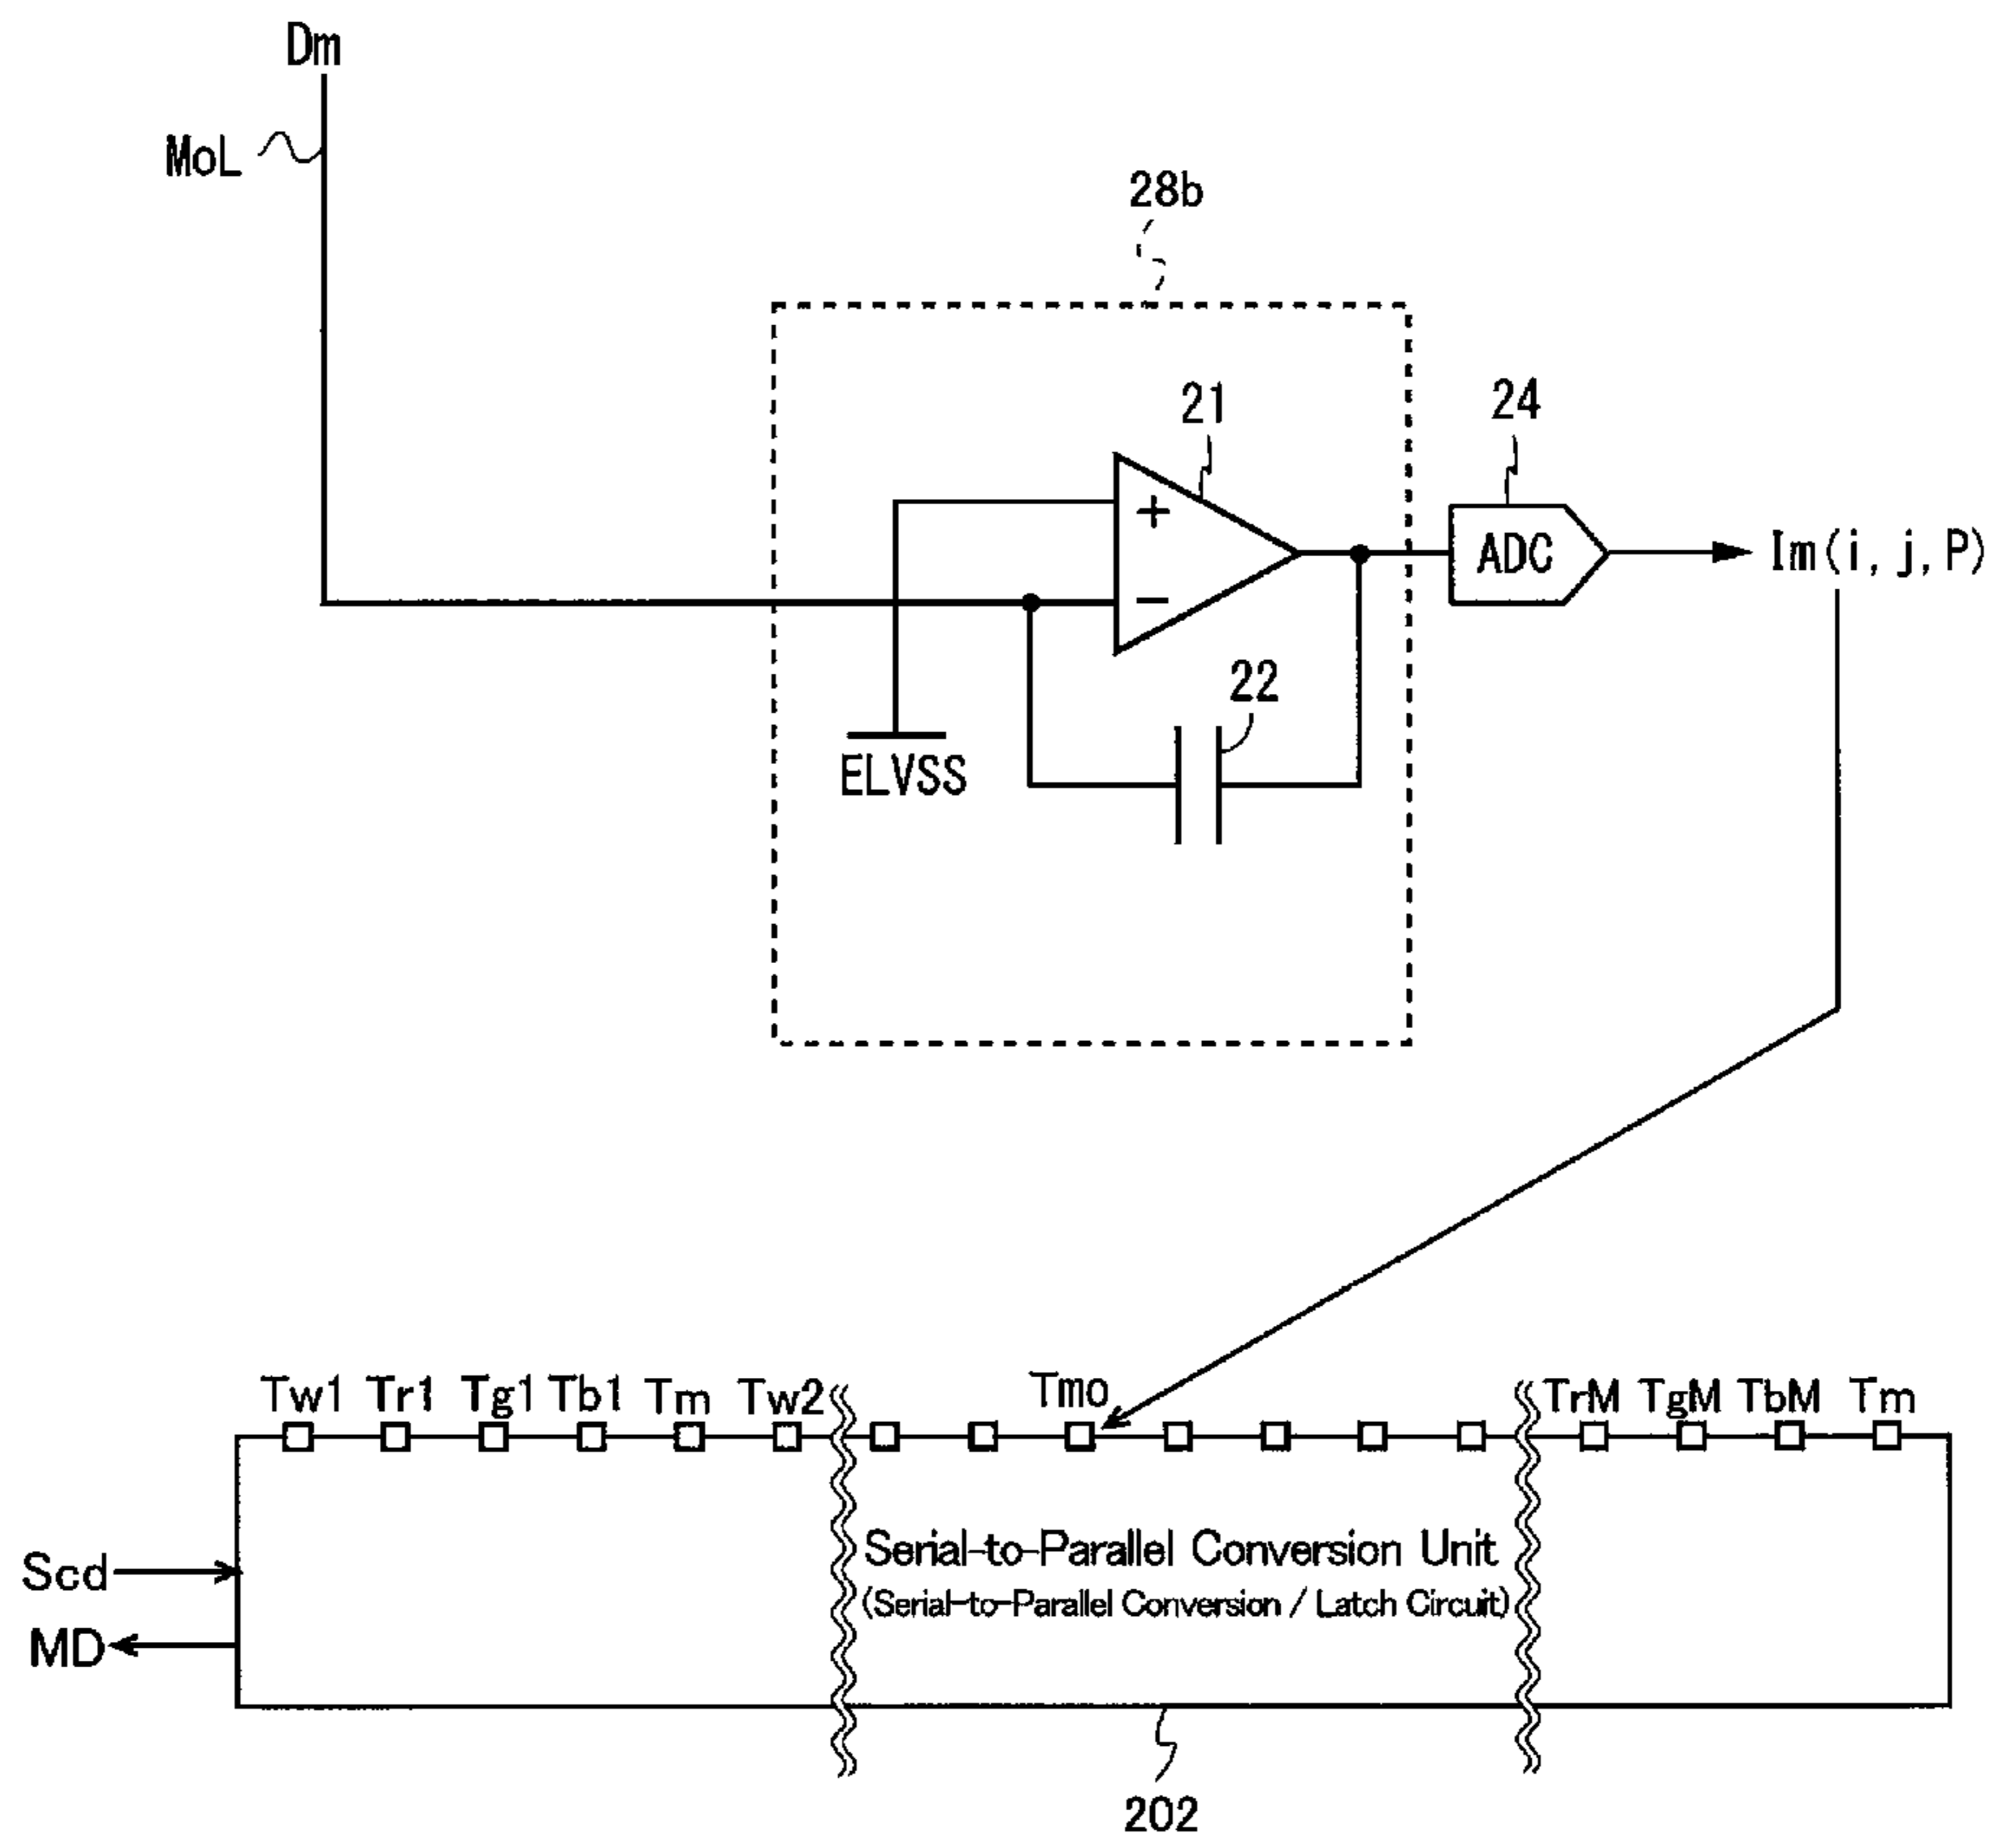 Dm
MoL
28b
21
24
+
ADC
Im(i, j, P)
−
22
ELVSS
Tw1 Tr1 Tg1 Tb1 Tm Tw2 Tmo TrM TgM TbM Tm
Serial-to-Parallel Conversion Unit
(Serial-to-Parallel Conversion / Latch Circuit)
Scd
MD
202